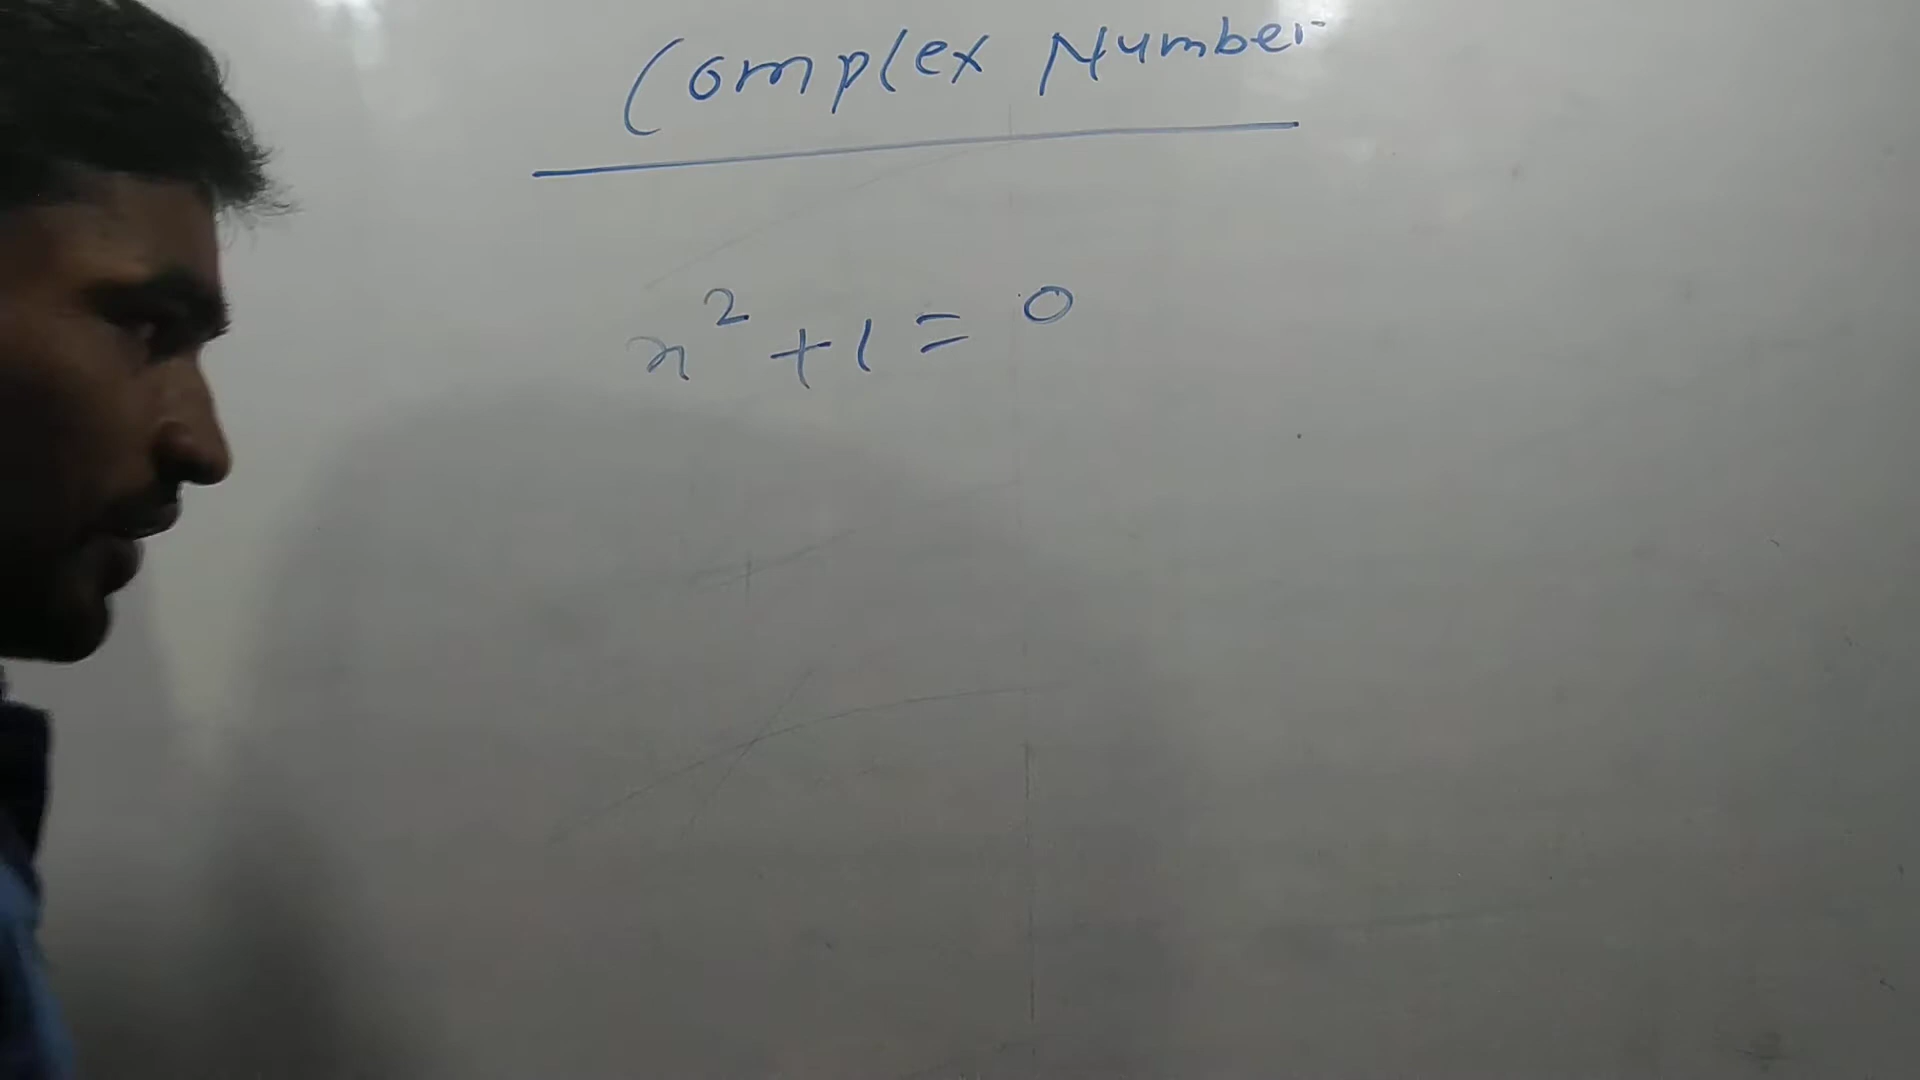 Complex Number
x² + 1 = 0